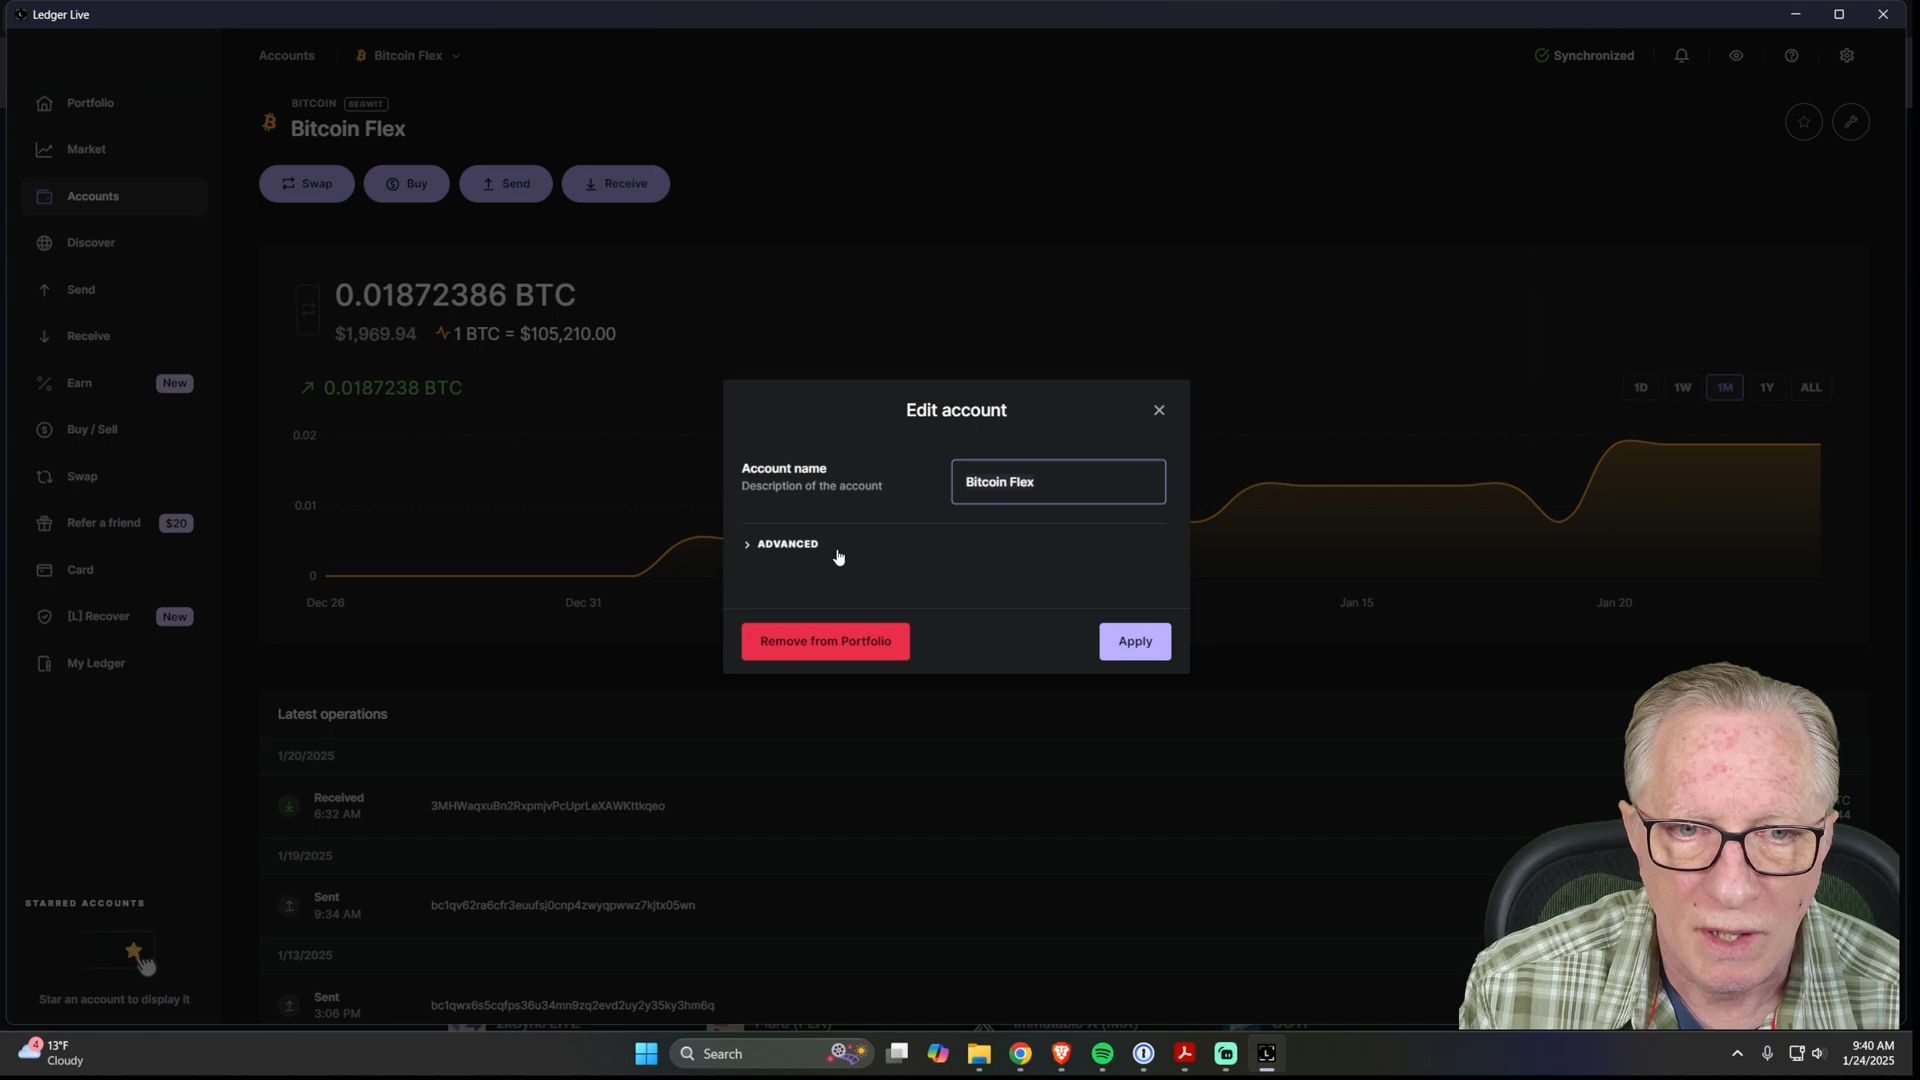 Ledger Live
Accounts / Bitcoin Flex
Synchronized
Portfolio
Market
Accounts
Discover
Send
Receive
Earn New
Buy / Sell
Swap
Refer a friend $20
Card
[L] Recover New
My Ledger
STARRED ACCOUNTS
Star an account to display it
BITCOIN SEGWIT
Bitcoin Flex
Swap
Buy
Send
Receive
0.01872386 BTC
$1,969.94 1 BTC = $105,210.00
0.0187238 BTC
1D 1W 1M 1Y ALL
0.02
0.01
0
Dec 26 Dec 31 Jan 15 Jan 20
Edit account
Account name
Description of the account
Bitcoin Flex
ADVANCED
Remove from Portfolio
Apply
Latest operations
1/20/2025
Received
6:32 AM
3MHWaqxuBn2RxpmjvPcUprLeXAWKttkqeo
1/19/2025
Sent
9:34 AM
bc1qv62ra6cfr3euufsj0cnp4zwyqpwwz7kjtx05wn
1/13/2025
Sent
3:06 PM
bc1qwx6s5cqfps36u34mn9zq2evd2uy2y35ky3hm6q
4
13°F
Cloudy
Search
9:40 AM
1/24/2025